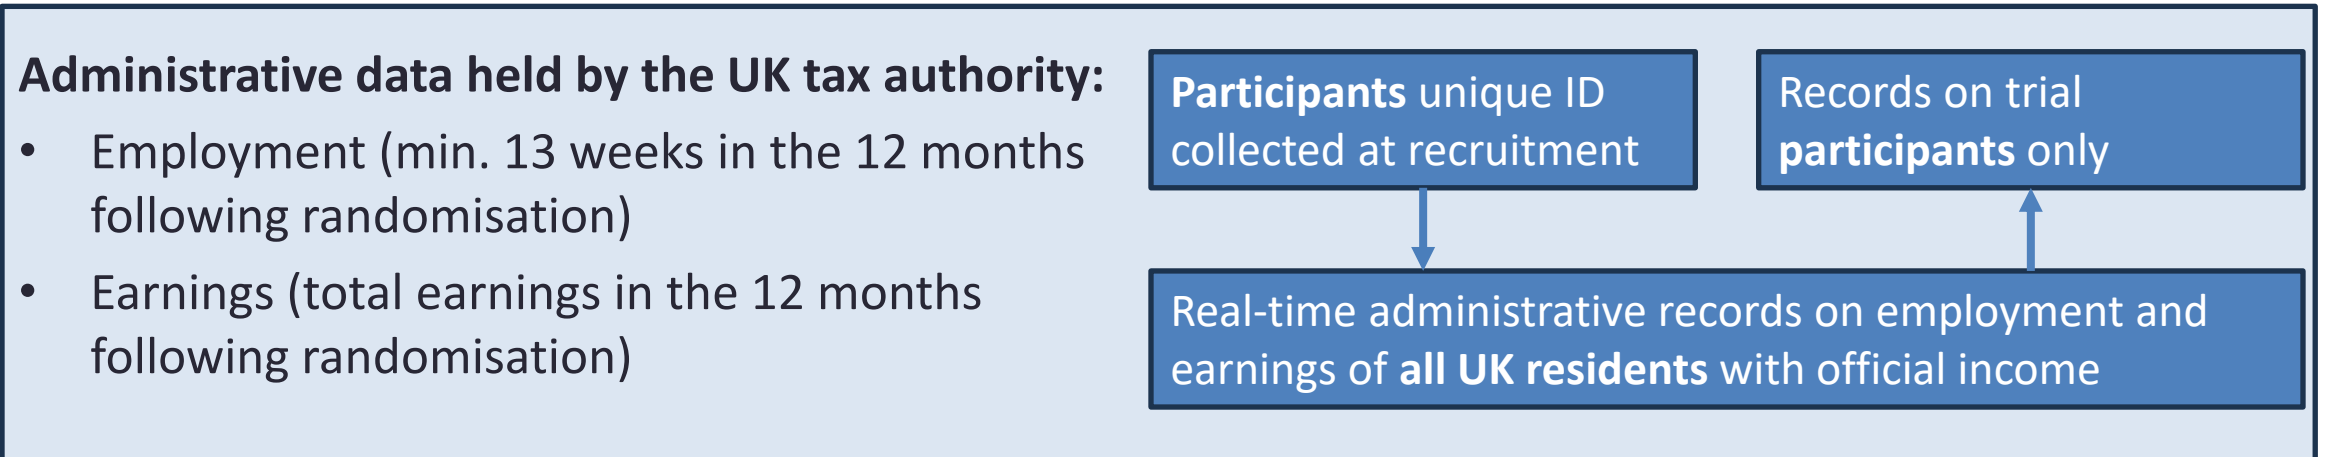 Administrative data held by the UK tax authority:
• Employment (min. 13 weeks in the 12 months
following randomisation)
• Earnings (total earnings in the 12 months
following randomisation)
Participants unique ID
collected at recruitment
Records on trial
participants only
Real-time administrative records on employment and
earnings of all UK residents with official income